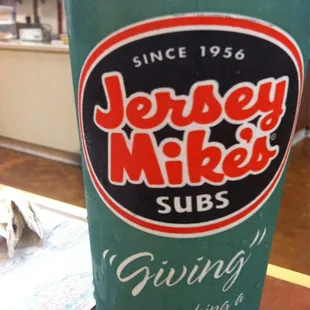 SINCE 1956
Jersey
Mike's®
SUBS
"Giving"
a